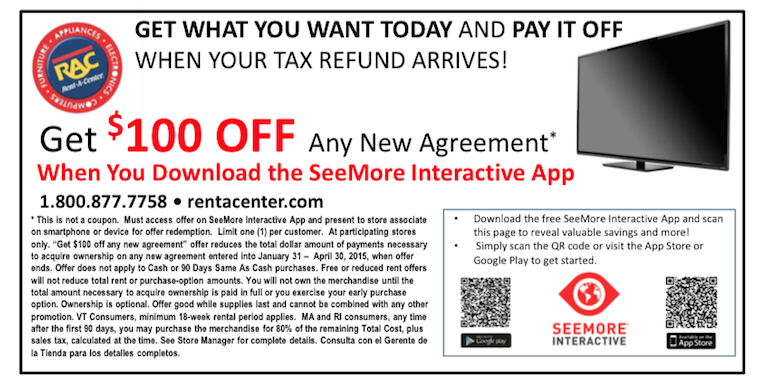 GET WHAT YOU WANT TODAY AND PAY IT OFF
WHEN YOUR TAX REFUND ARRIVES!
FURNITURE • APPLIANCES • ELECTRONICS • COMPUTERS •
RAC
Rent-A-Center
Get $100 OFF Any New Agreement*
When You Download the SeeMore Interactive App
1.800.877.7758 • rentacenter.com
* This is not a coupon. Must access offer on SeeMore Interactive App and present to store associate
on smartphone or device for offer redemption. Limit one (1) per customer. At participating stores
only. “Get $100 off any new agreement” offer reduces the total dollar amount of payments necessary
to acquire ownership on any new agreement entered into January 31 – April 30, 2015, when offer
ends. Offer does not apply to Cash or 90 Days Same As Cash purchases. Free or reduced rent offers
will not reduce total rent or purchase-option amounts. You will not own the merchandise until the
total amount necessary to acquire ownership is paid in full or you exercise your early purchase
option. Ownership is optional. Offer good while supplies last and cannot be combined with any other
promotion. VT Consumers, minimum 18-week rental period applies. MA and RI consumers, any time
after the first 90 days, you may purchase the merchandise for 80% of the remaining Total Cost, plus
sales tax, calculated at the time. See Store Manager for complete details. Consulta con el Gerente de
la Tienda para los detalles completos.
• Download the free SeeMore Interactive App and scan
this page to reveal valuable savings and more!
• Simply scan the QR code or visit the App Store or
Google Play to get started.
SEEMORE
INTERACTIVE
Google play
Available on the
App Store